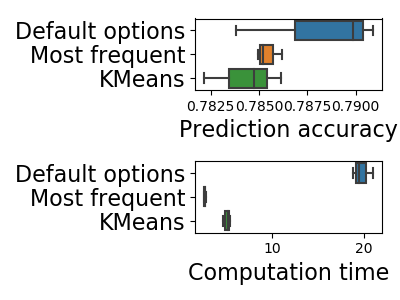 Default options
Most frequent
KMeans
0.7825 0.7850 0.7875 0.7900
Prediction accuracy
Default options
Most frequent
KMeans
10 20
Computation time